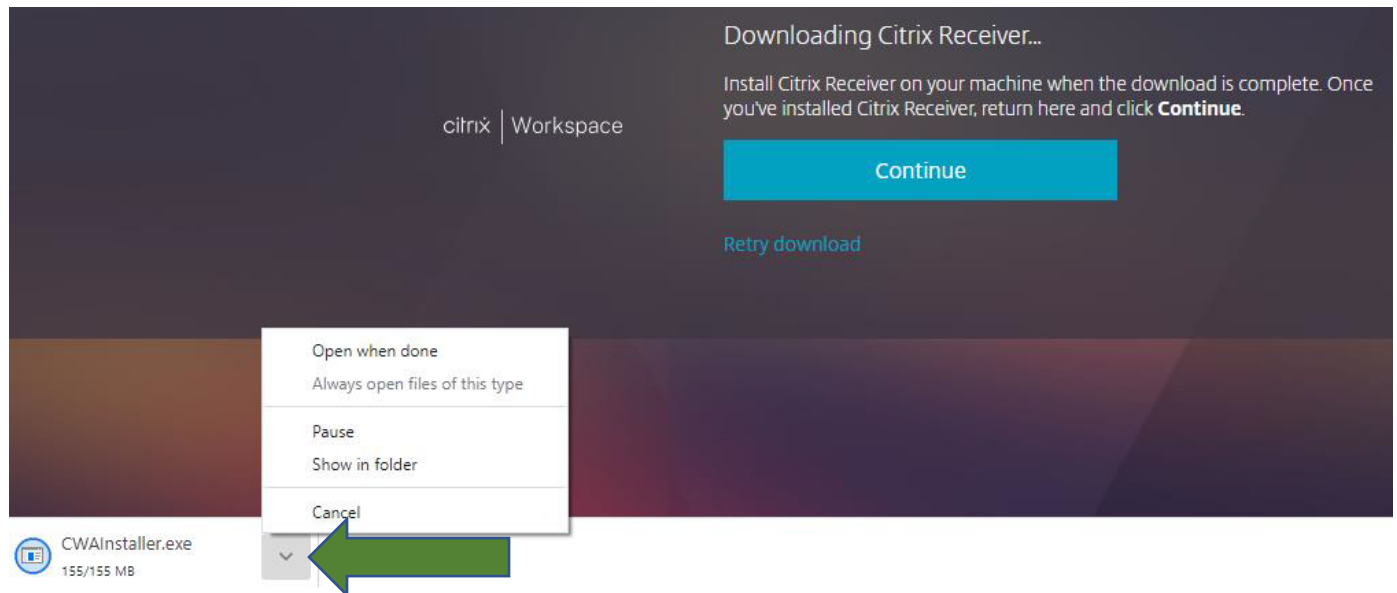 Downloading Citrix Receiver...
Install Citrix Receiver on your machine when the download is complete. Once
you've installed Citrix Receiver, return here and click Continue.
citrix | Workspace
Continue
Retry download
Open when done
Always open files of this type
Pause
Show in folder
Cancel
CWAInstaller.exe
155/155 MB